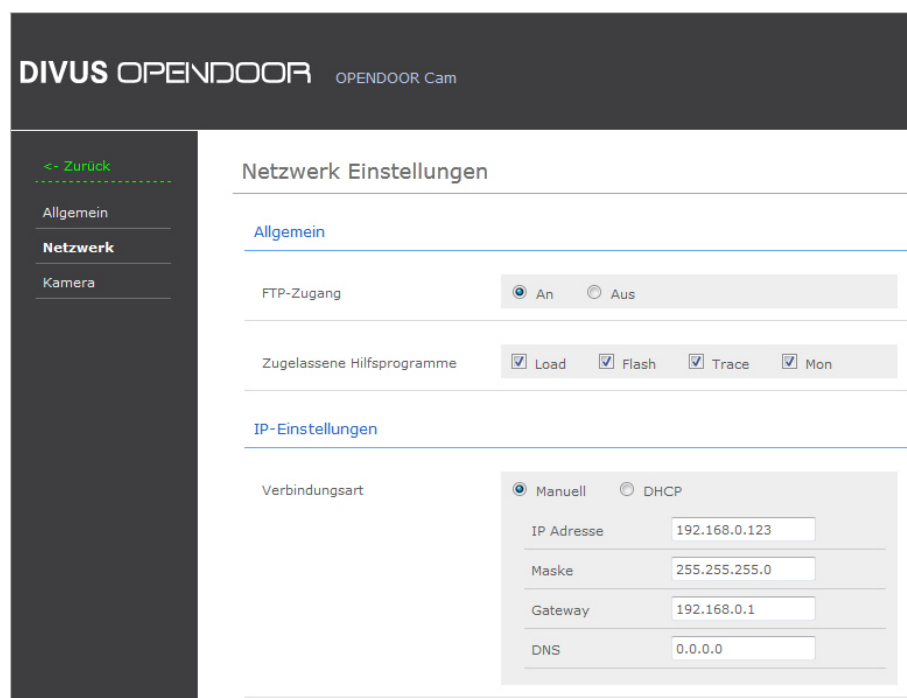 DIVUS OPENDOOR OPENDOOR Cam
<- Zurück
Allgemein
Netzwerk
Kamera
Netzwerk Einstellungen
Allgemein
FTP-Zugang An Aus
Zugelassene Hilfsprogramme Load Flash Trace Mon
IP-Einstellungen
Verbindungsart Manuell DHCP
IP Adresse 192.168.0.123
Maske 255.255.255.0
Gateway 192.168.0.1
DNS 0.0.0.0